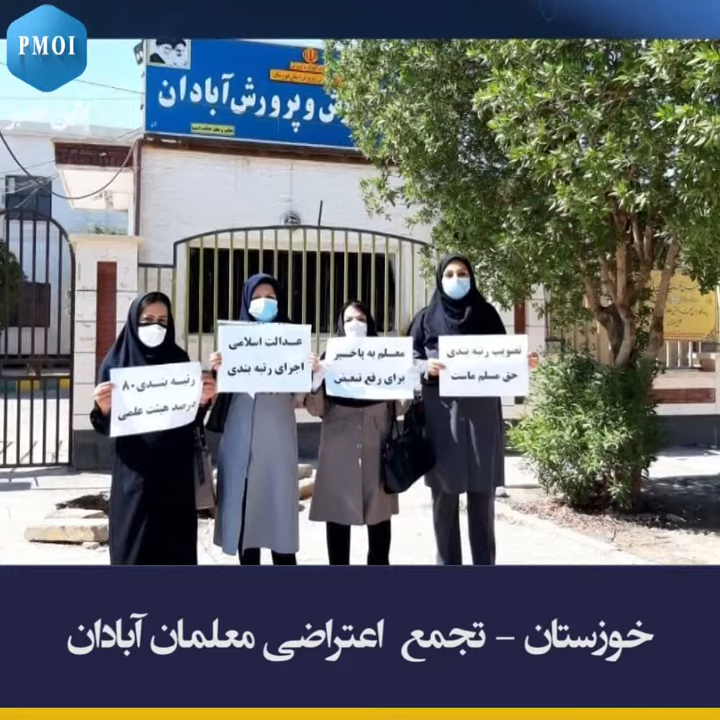 PMOI
ش و پرورش آبادان
رتبه بندی ۸۰
درصد هیئت علمی
عدالت اسلامی
اجرای رتبه بندی
معلم به پاخیز
برای رفع تبعیض
تصویب رتبه بندی
حق مسلم ماست
خوزستان - تجمع اعتراضی معلمان آبادان